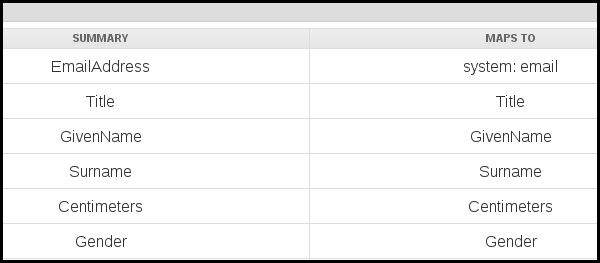 SUMMARY MAPS TO
EmailAddress system: email
Title Title
GivenName GivenName
Surname Surname
Centimeters Centimeters
Gender Gender